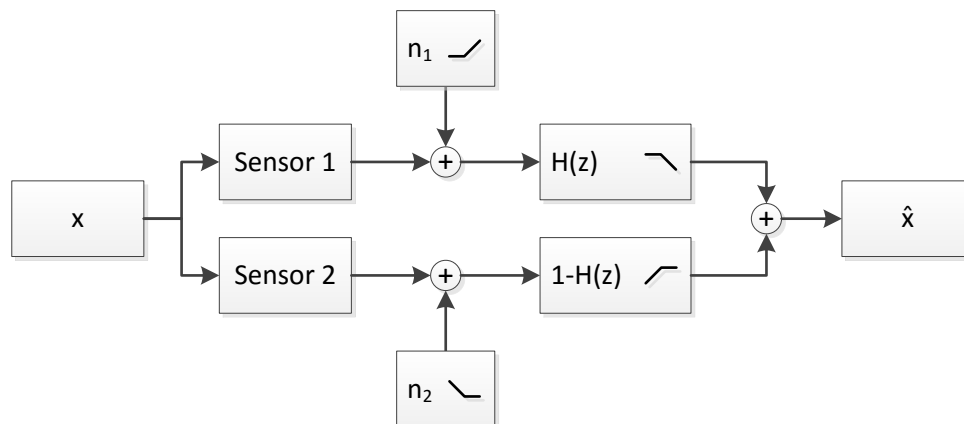 n₁
Sensor 1
+
H(z)
x
+
x̂
Sensor 2
+
1-H(z)
n₂